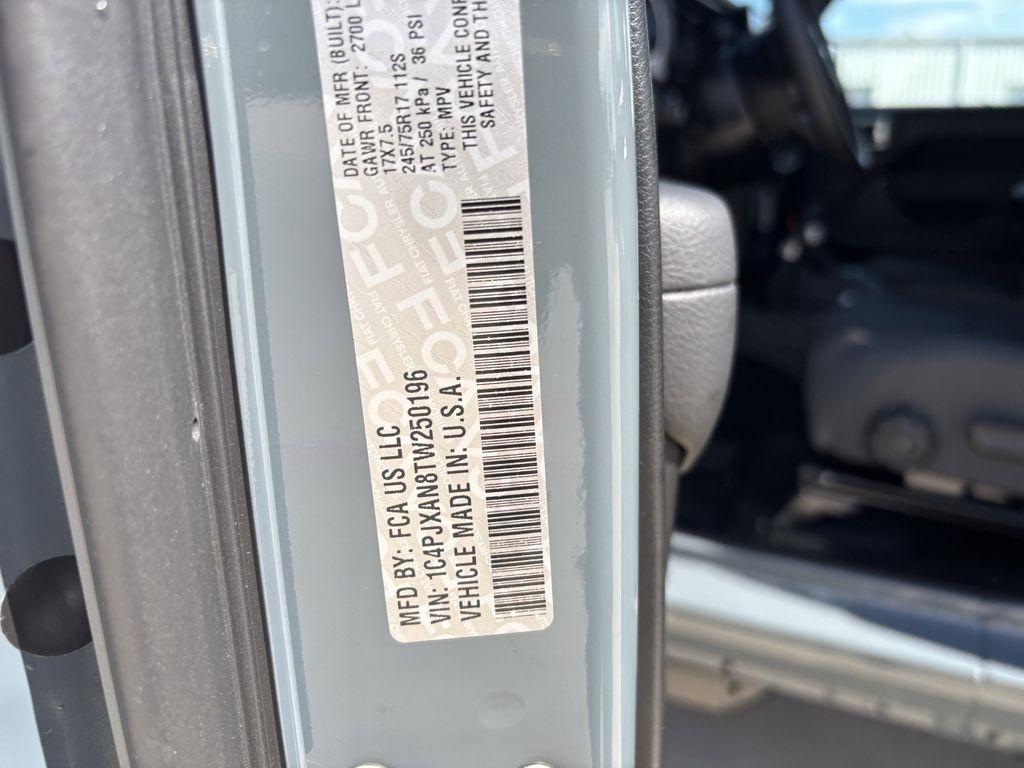 MFD BY: FCA US LLC
DATE OF MFR (BUILT):
GAWR FRONT: 2700 L
17X7.5
245/75R17 112S
AT 250 kPa / 36 PSI
TYPE: MPV
VIN: 1C4PJXAN8TW250196
VEHICLE MADE IN: U.S.A.
THIS VEHICLE CONF
SAFETY AND TH